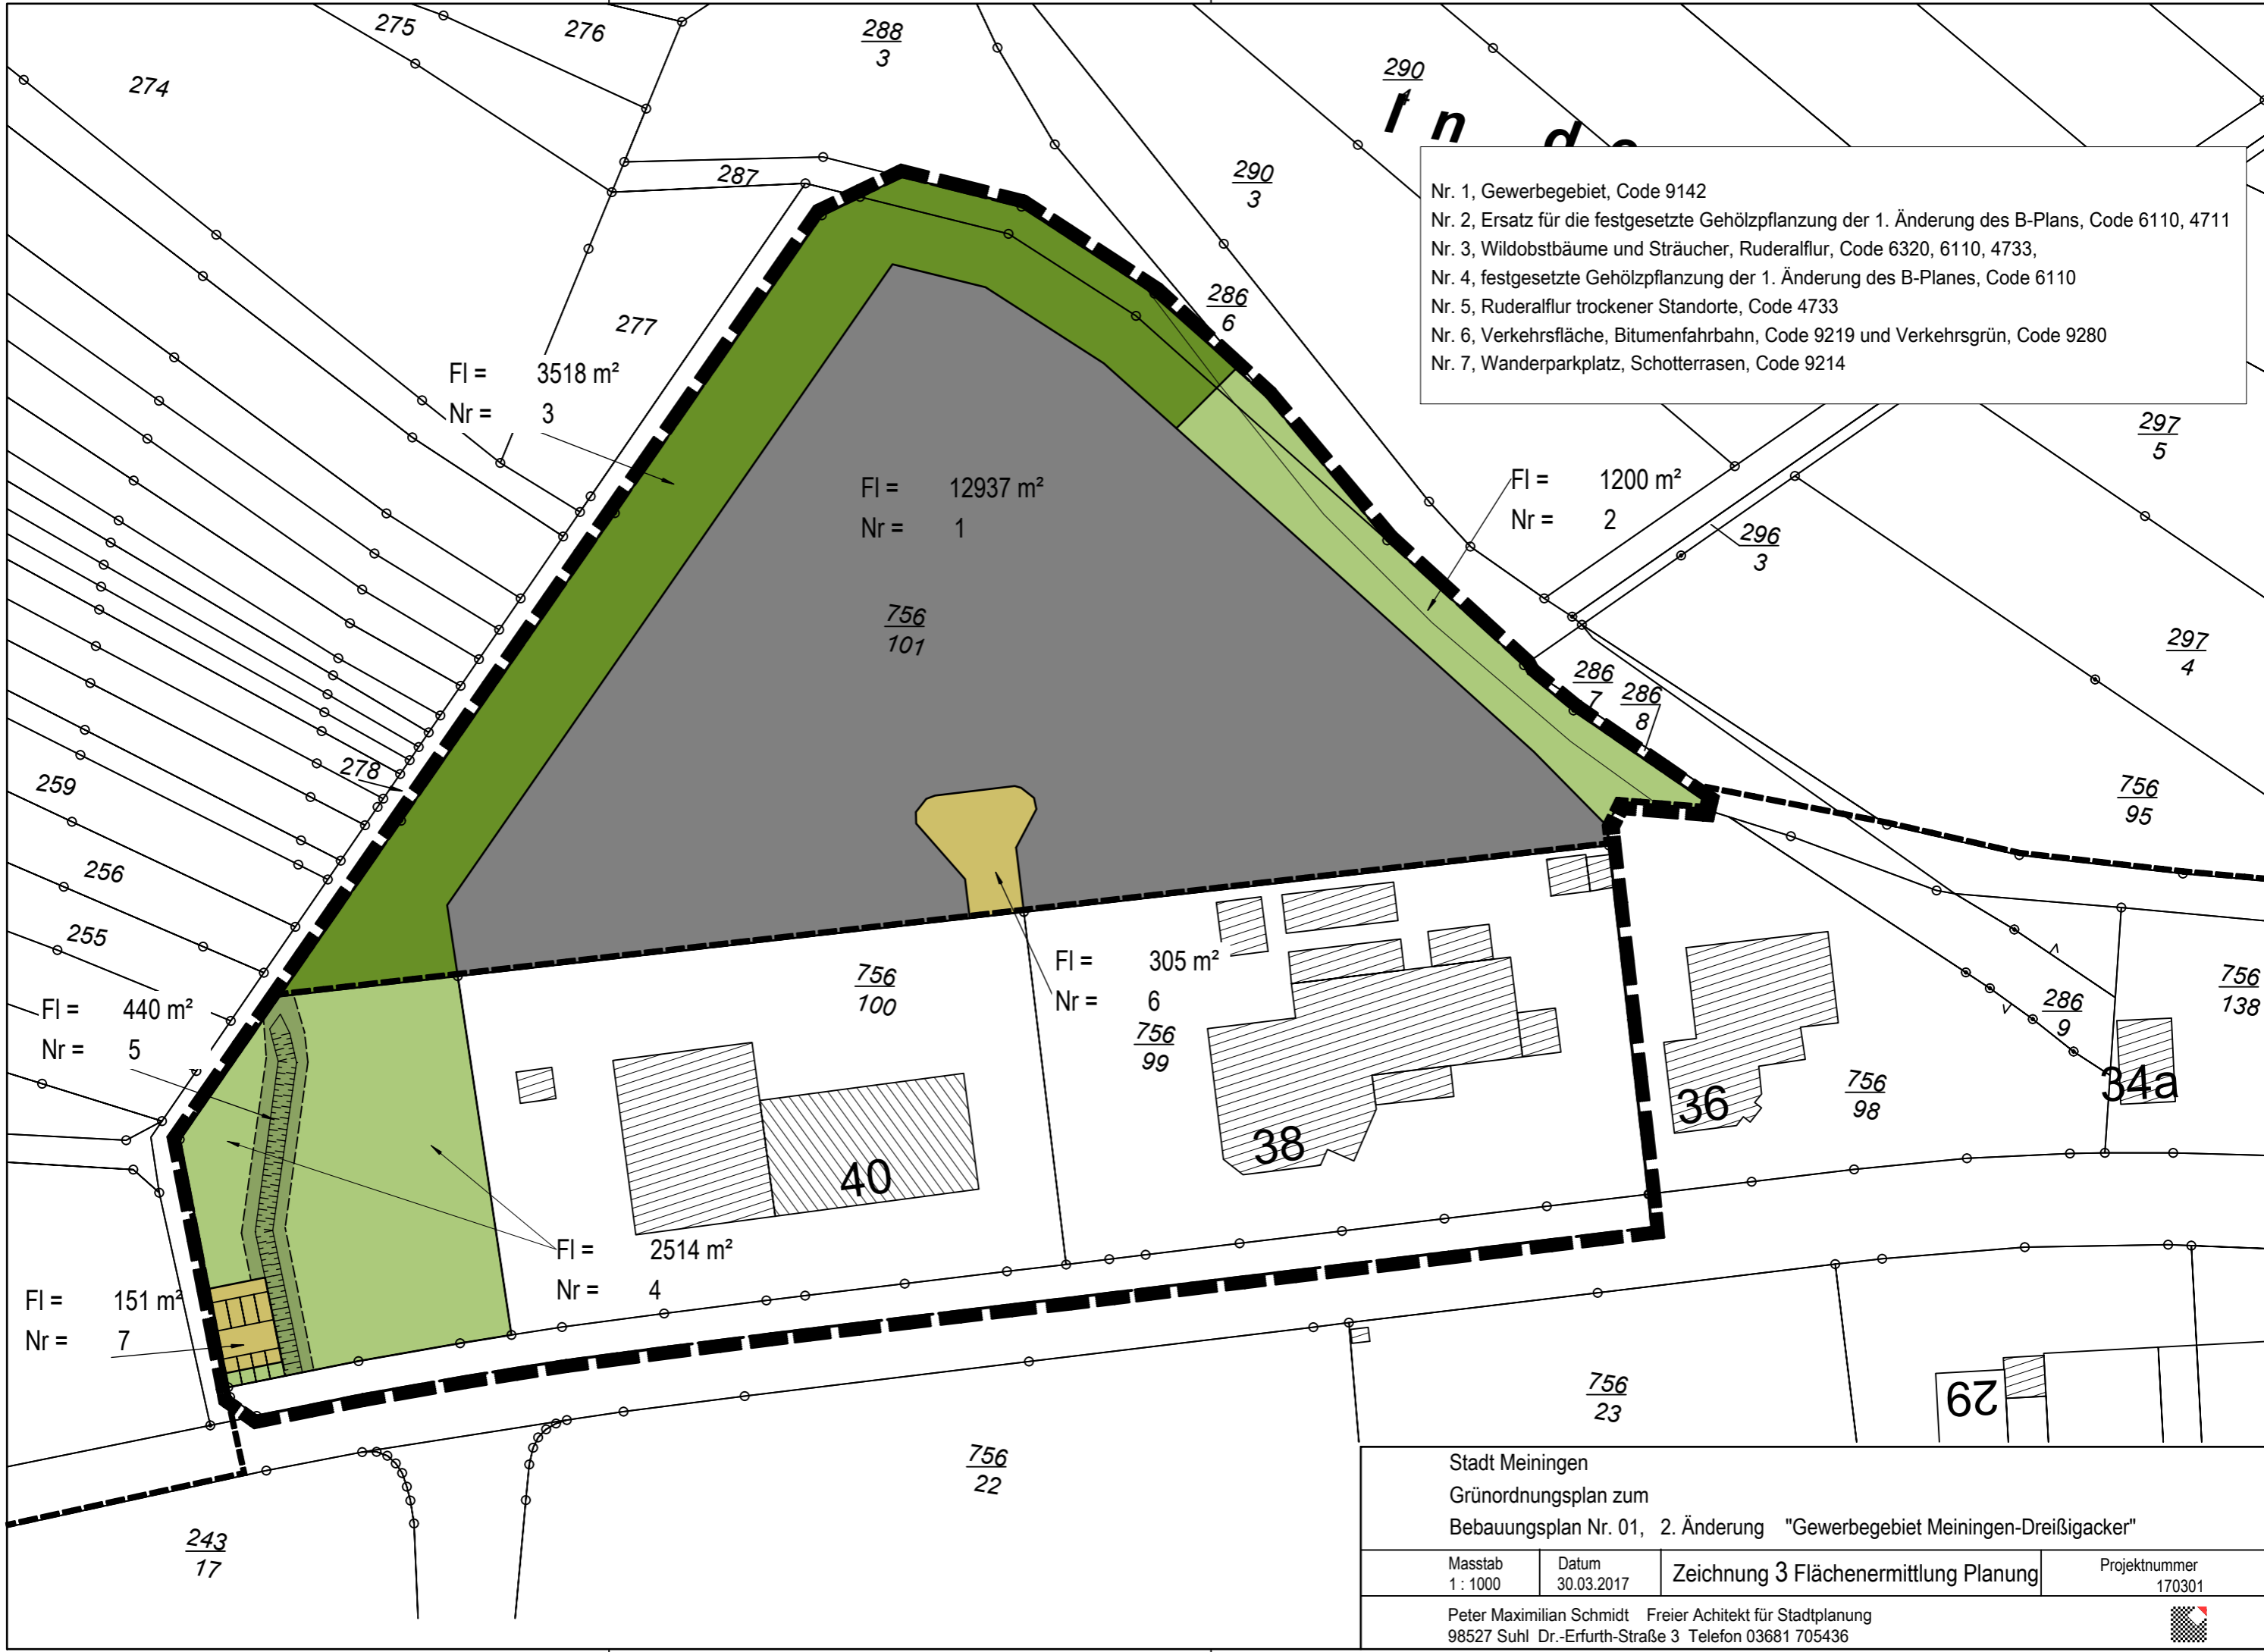 275
276
288
3
274
290
4
In de
287
290
3
Nr. 1, Gewerbegebiet, Code 9142
Nr. 2, Ersatz für die festgesetzte Gehölzpflanzung der 1. Änderung des B-Plans, Code 6110, 4711
Nr. 3, Wildobstbäume und Sträucher, Ruderalflur, Code 6320, 6110, 4733,
Nr. 4, festgesetzte Gehölzpflanzung der 1. Änderung des B-Planes, Code 6110
Nr. 5, Ruderalflur trockener Standorte, Code 4733
Nr. 6, Verkehrsfläche, Bitumenfahrbahn, Code 9219 und Verkehrsgrün, Code 9280
Nr. 7, Wanderparkplatz, Schotterrasen, Code 9214
286
6
277
Fl = 3518 m²
Nr = 3
297
5
Fl = 12937 m²
Nr = 1
Fl = 1200 m²
Nr = 2
296
3
756
101
297
4
286
7
286
8
278
259
756
95
256
255
756
100
Fl = 305 m²
Nr = 6
756
99
756
138
286
9
Fl = 440 m²
Nr = 5
34a
36
756
98
38
40
Fl = 2514 m²
Nr = 4
Fl = 151 m²
Nr = 7
756
23
29
756
22
243
17
Stadt Meiningen
Grünordnungsplan zum
Bebauungsplan Nr. 01, 2. Änderung "Gewerbegebiet Meiningen-Dreißigacker"
Masstab
1 : 1000
Datum
30.03.2017
Zeichnung 3 Flächenermittlung Planung
Projektnummer
170301
Peter Maximilian Schmidt Freier Achitekt für Stadtplanung
98527 Suhl Dr.-Erfurth-Straße 3 Telefon 03681 705436